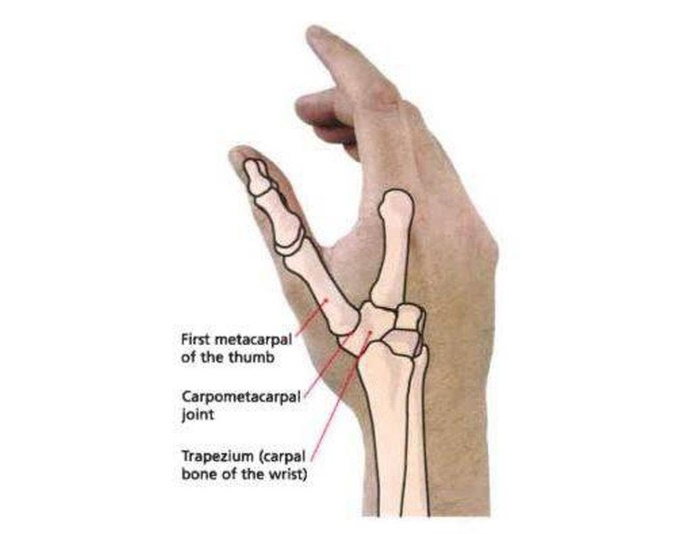 First metacarpal
of the thumb
Carpometacarpal
joint
Trapezium (carpal
bone of the wrist)